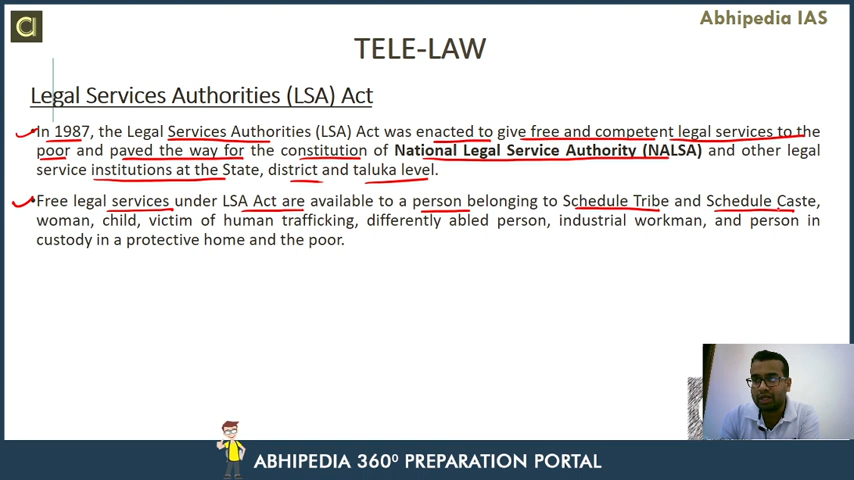 Abhipedia IAS
TELE-LAW
Legal Services Authorities (LSA) Act
In 1987, the Legal Services Authorities (LSA) Act was enacted to give free and competent legal services to the
poor and paved the way for the constitution of National Legal Service Authority (NALSA) and other legal
service institutions at the State, district and taluka level.
Free legal services under LSA Act are available to a person belonging to Schedule Tribe and Schedule Caste,
woman, child, victim of human trafficking, differently abled person, industrial workman, and person in
custody in a protective home and the poor.
ABHIPEDIA 360⁰ PREPARATION PORTAL